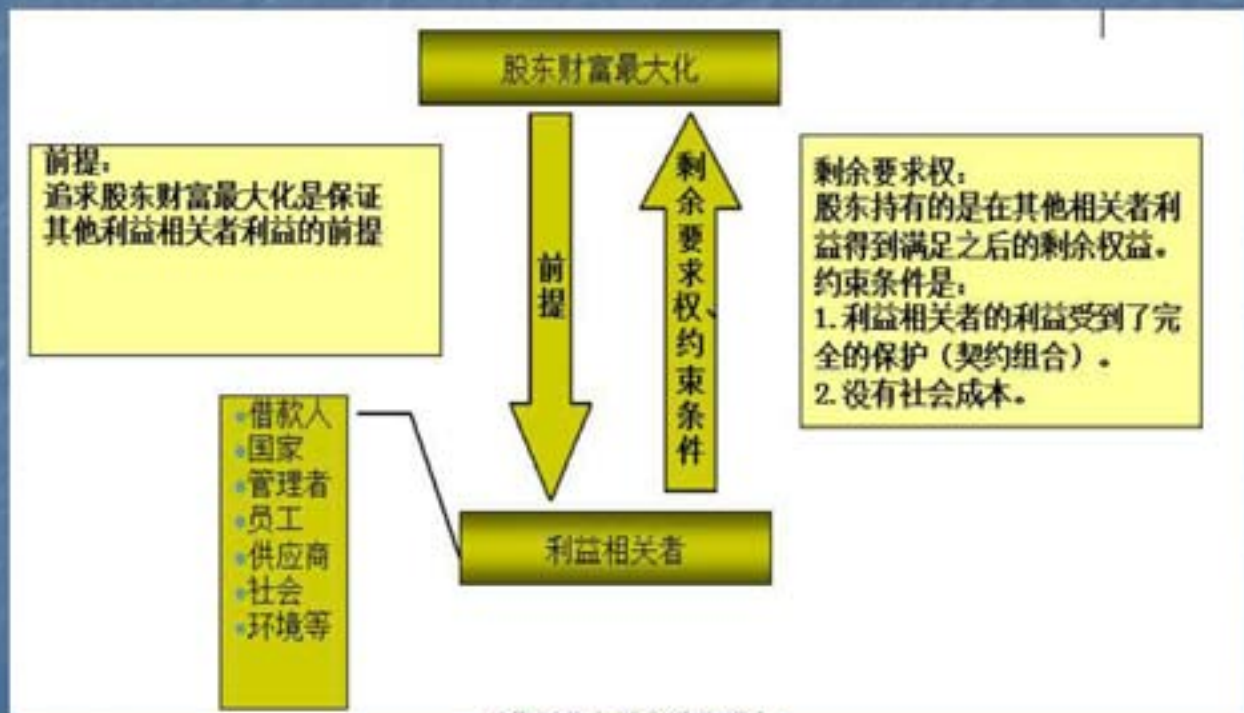 股东财富最大化
前提：
追求股东财富最大化是保证
其他利益相关者利益的前提
前提
剩余要求权、约束条件
剩余要求权：
股东持有的是在其他相关者利
益得到满足之后的剩余权益。
约束条件是：
1.利益相关者的利益受到了完
全的保护（契约组合）。
2.没有社会成本。
借款人
国家
管理者
员工
供应商
社会
环境等
利益相关者